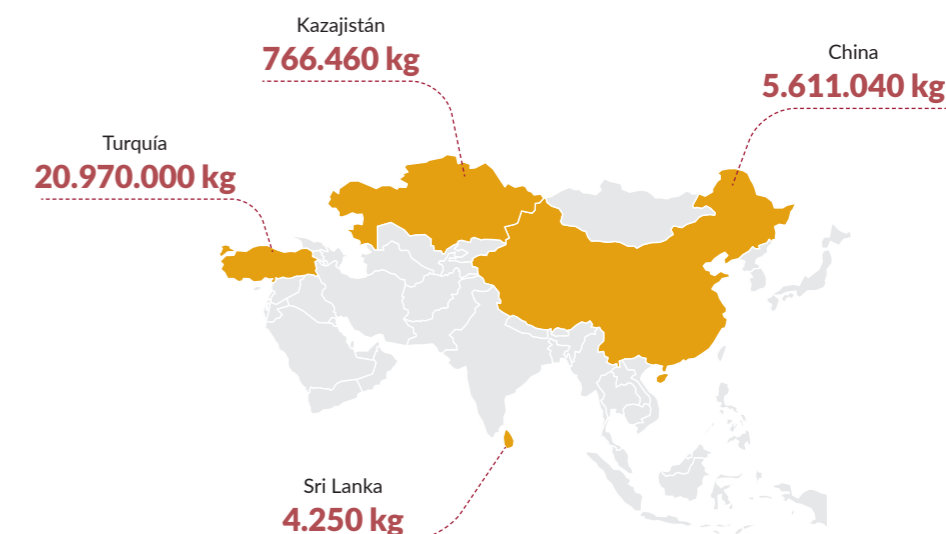 Kazajistán
766.460 kg
China
5.611.040 kg
Turquía
20.970.000 kg
Sri Lanka
4.250 kg